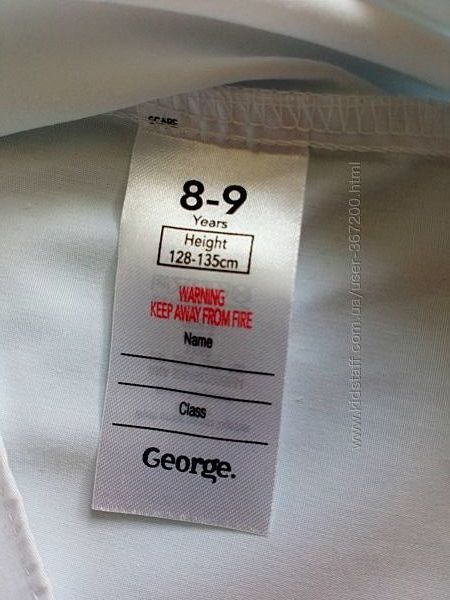 8-9
Years
Height
128-135cm
WARNING
KEEP AWAY FROM FIRE
Name
Class
George.
www.kidstaff.com.ua/user-367200.html